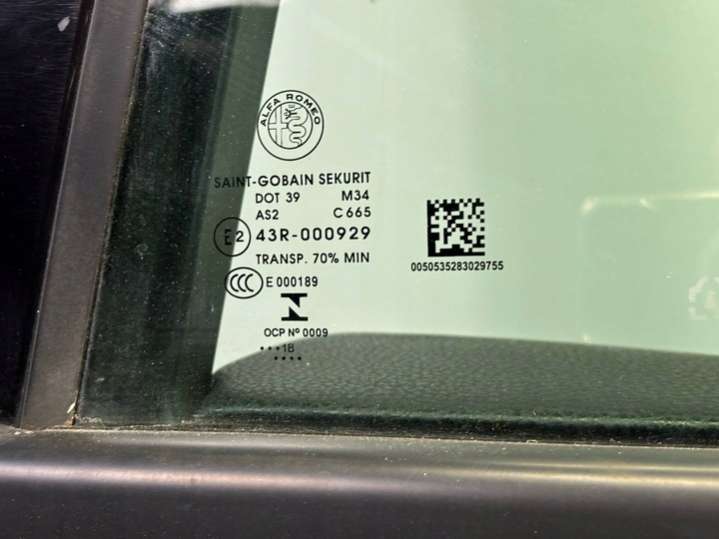 ALFA ROMEO
SAINT-GOBAIN SEKURIT
DOT 39 M34
AS2 C665
E2 43R-000929
TRANSP. 70% MIN
CCC E 000189
N
OCP Nº 0009
•••18
••••
0050535283029755